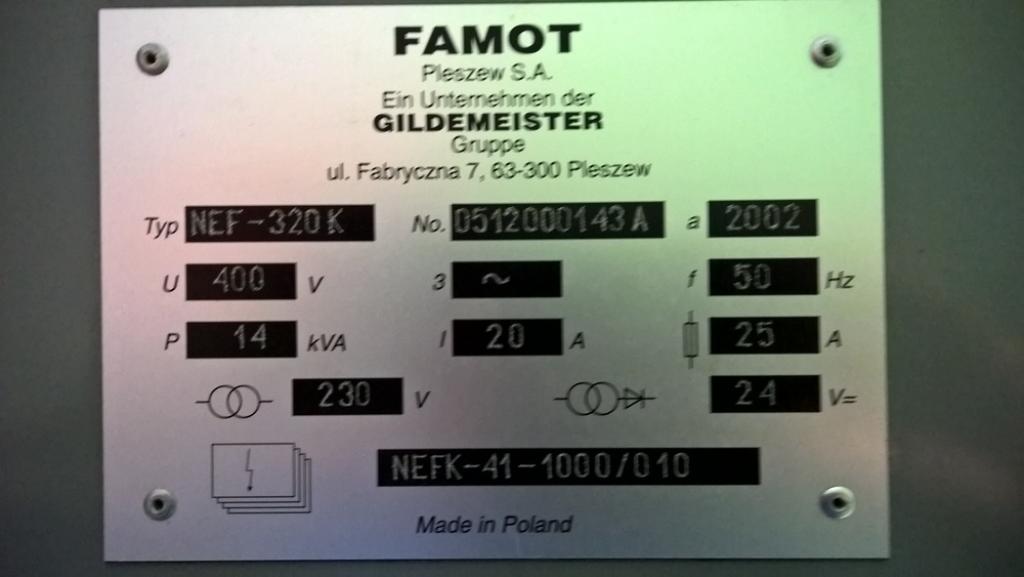 FAMOT
Pleszew S.A.
Ein Unternehmen der
GILDEMEISTER
Gruppe
ul. Fabryczna 7, 63-300 Pleszew
Typ NEF-320K No. 0512000143A a 2002
U 400 V 3 ~ f 50 Hz
P 14 kVA I 20 A 25 A
230 V 24 V=
NEFK-41-1000/010
Made in Poland